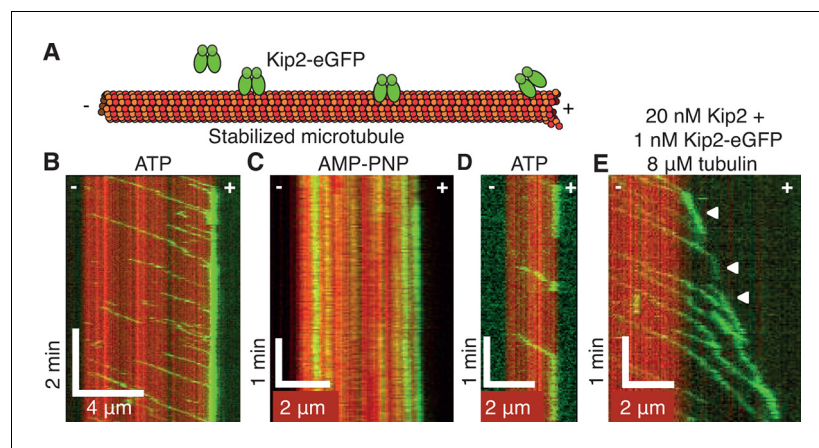 A
Kip2-eGFP
- +
Stabilized microtubule
20 nM Kip2 +
1 nM Kip2-eGFP
8 μM tubulin
B ATP
C AMP-PNP
D ATP
E
- +
- +
- +
- +
2 min
4 μm
1 min
2 μm
1 min
2 μm
1 min
2 μm